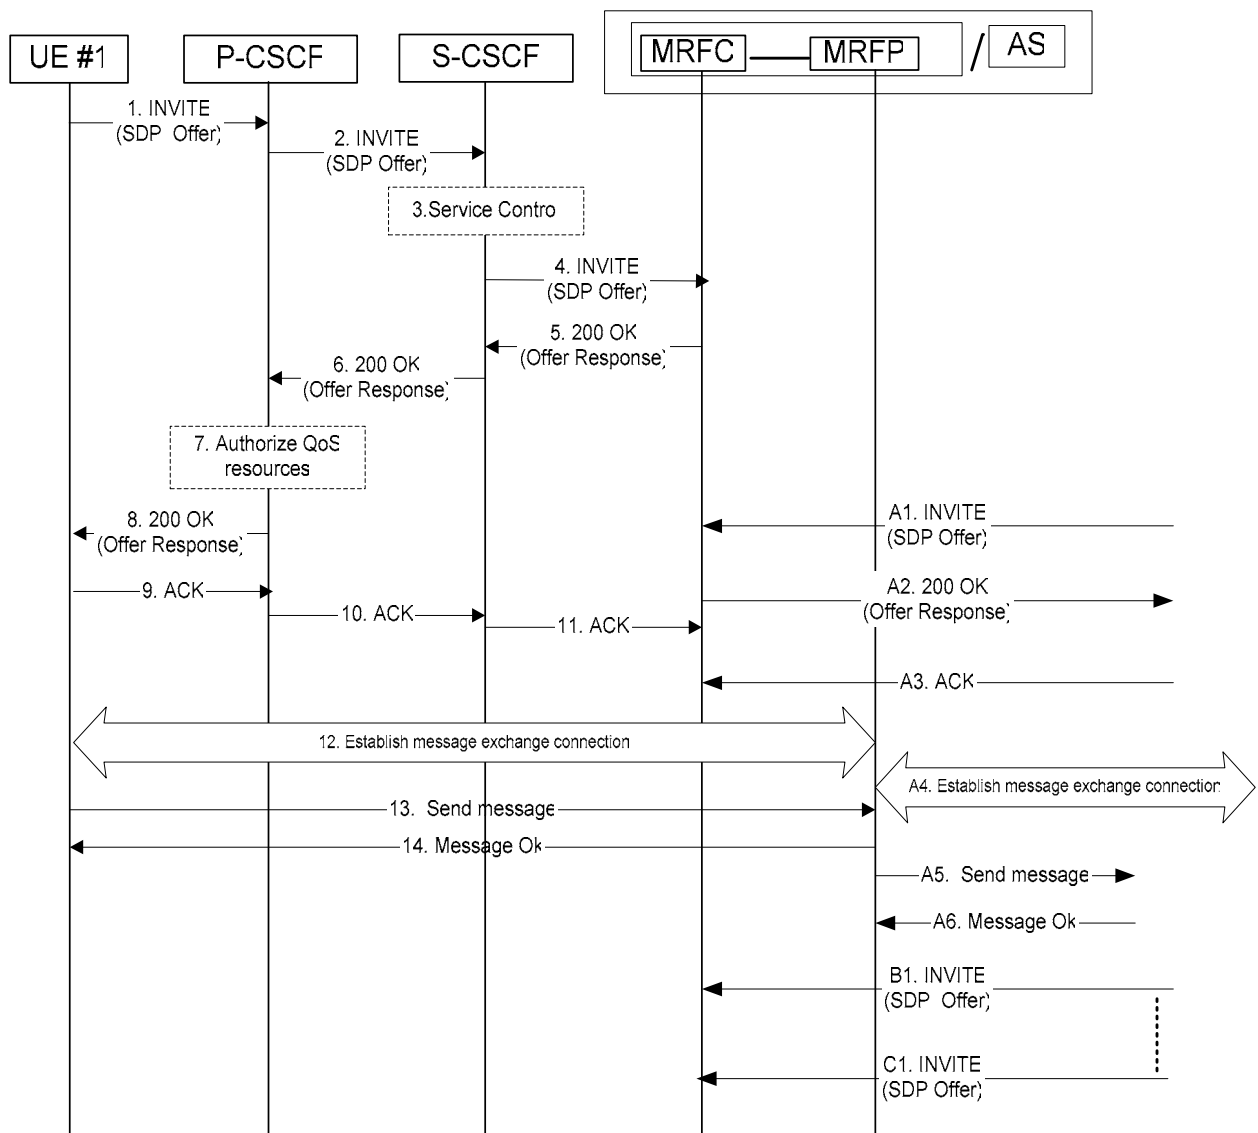 UE #1
P-CSCF
S-CSCF
MRFC
MRFP
/
AS
1. INVITE
(SDP Offer)
2. INVITE
(SDP Offer)
3.Service Contro
4. INVITE
(SDP Offer)
5. 200 OK
(Offer Response)
6. 200 OK
(Offer Response)
7. Authorize QoS
resources
8. 200 OK
(Offer Response)
A1. INVITE
(SDP Offer)
9. ACK
A2. 200 OK
(Offer Response)
10. ACK
11. ACK
A3. ACK
12. Establish message exchange connection
A4. Establish message exchange connection
13. Send message
14. Message Ok
A5. Send message
A6. Message Ok
B1. INVITE
(SDP Offer)
C1. INVITE
(SDP Offer)